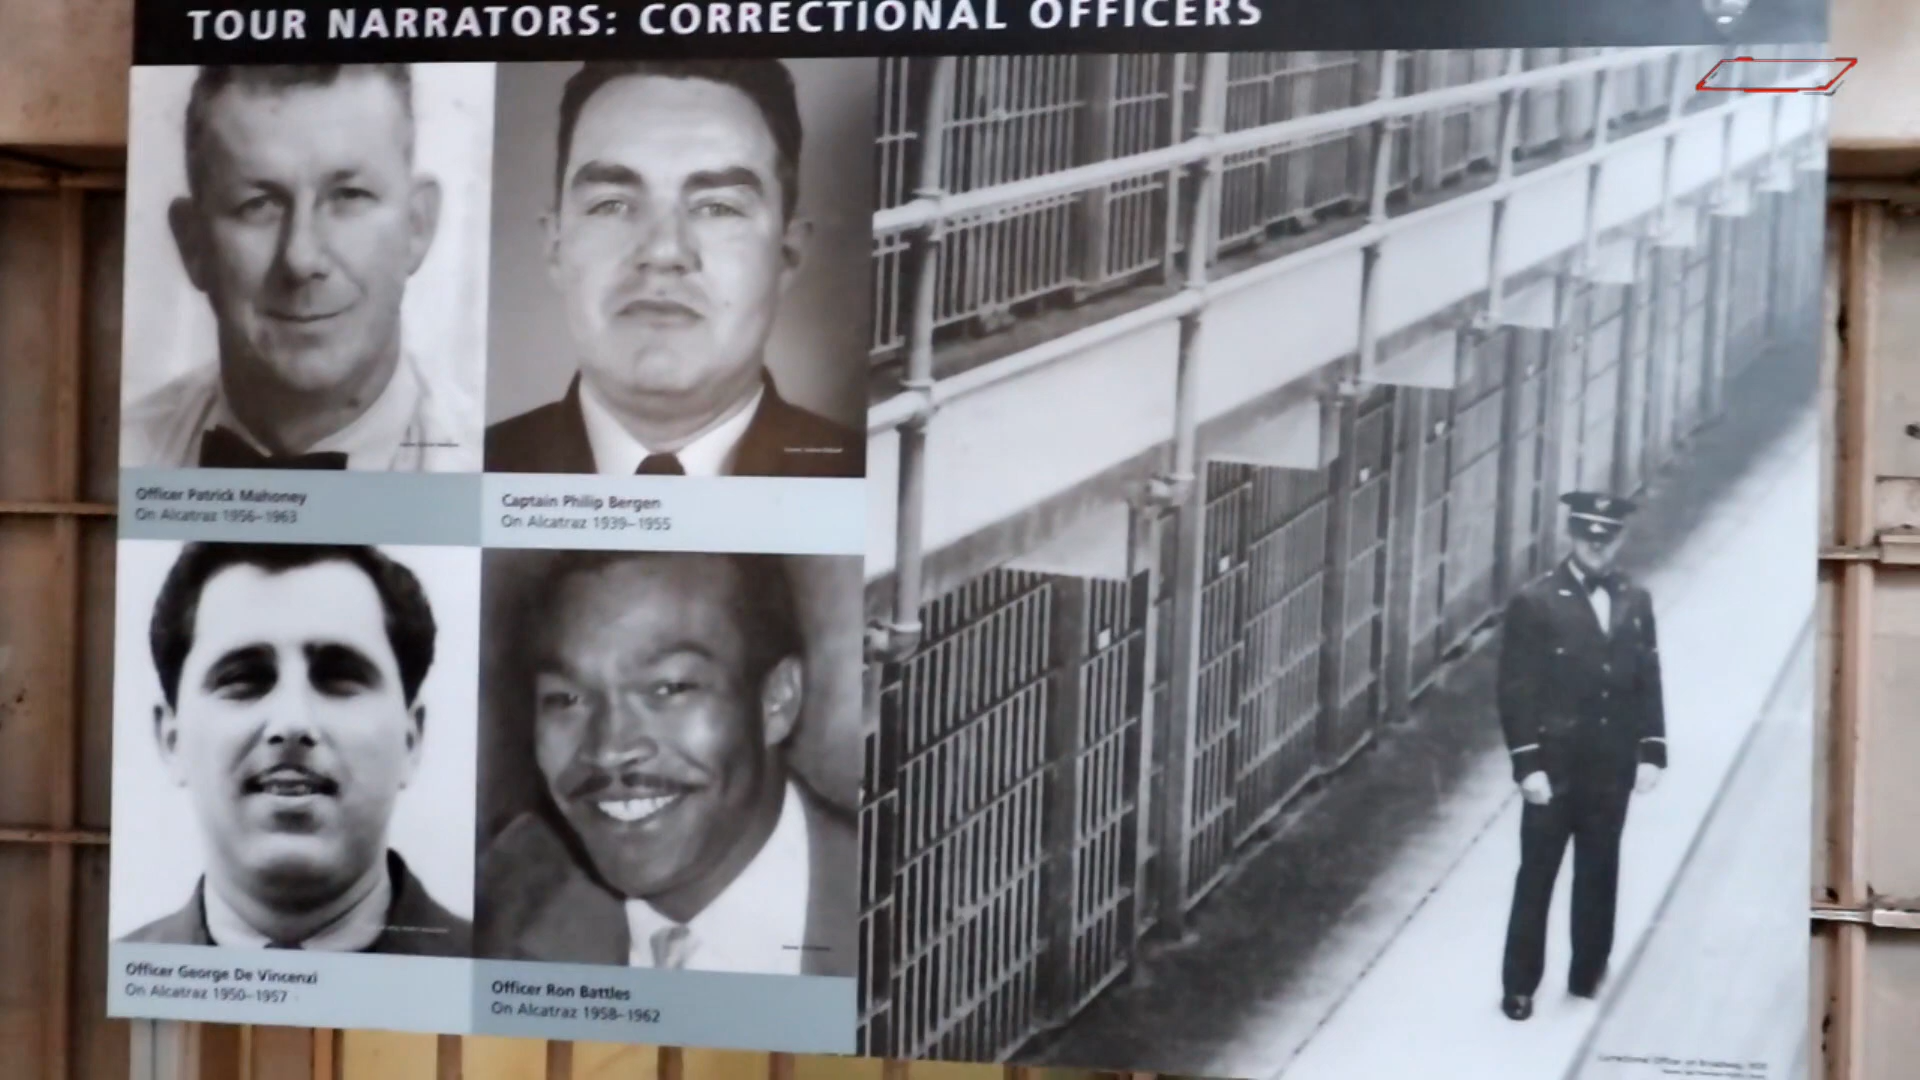 TOUR NARRATORS: CORRECTIONAL OFFICERS
Officer Patrick Mahoney
On Alcatraz 1956–1963
Captain Philip Bergen
On Alcatraz 1939–1955
Officer George De Vincenzi
On Alcatraz 1950–1957
Officer Ron Battles
On Alcatraz 1958–1962